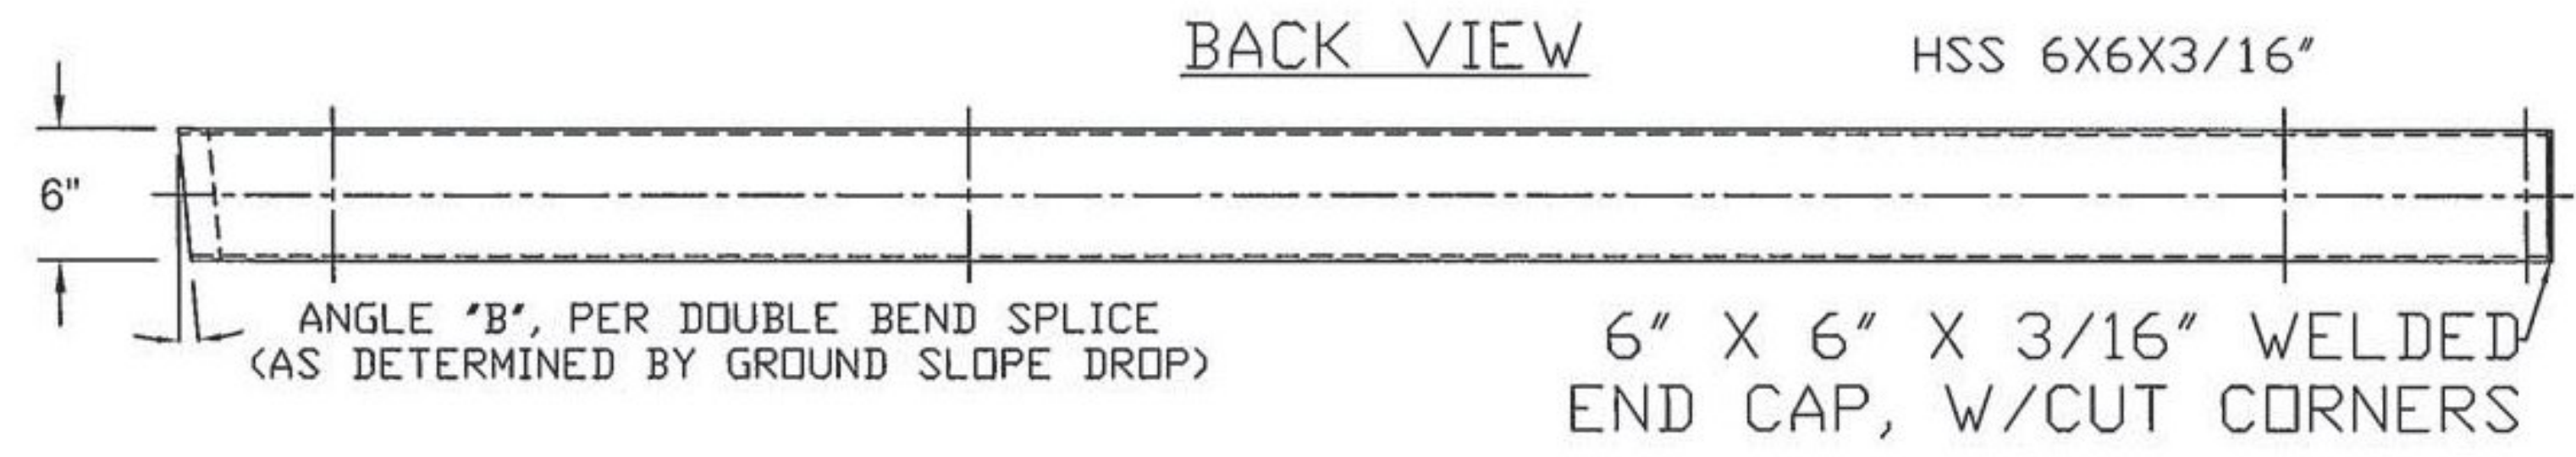 BACK VIEW
HSS 6X6X3/16"
6"
ANGLE "B", PER DOUBLE BEND SPLICE
(AS DETERMINED BY GROUND SLOPE DROP)
6" X 6" X 3/16" WELDED
END CAP, W/CUT CORNERS